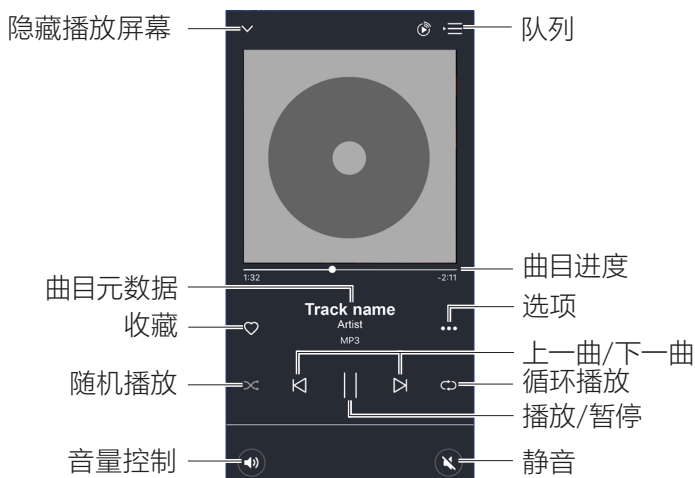 隐藏播放屏幕
队列
1:32
-2:11
曲目进度
曲目元数据
Track name
选项
收藏
Artist
MP3
上一曲/下一曲
随机播放
循环播放
播放/暂停
音量控制
静音